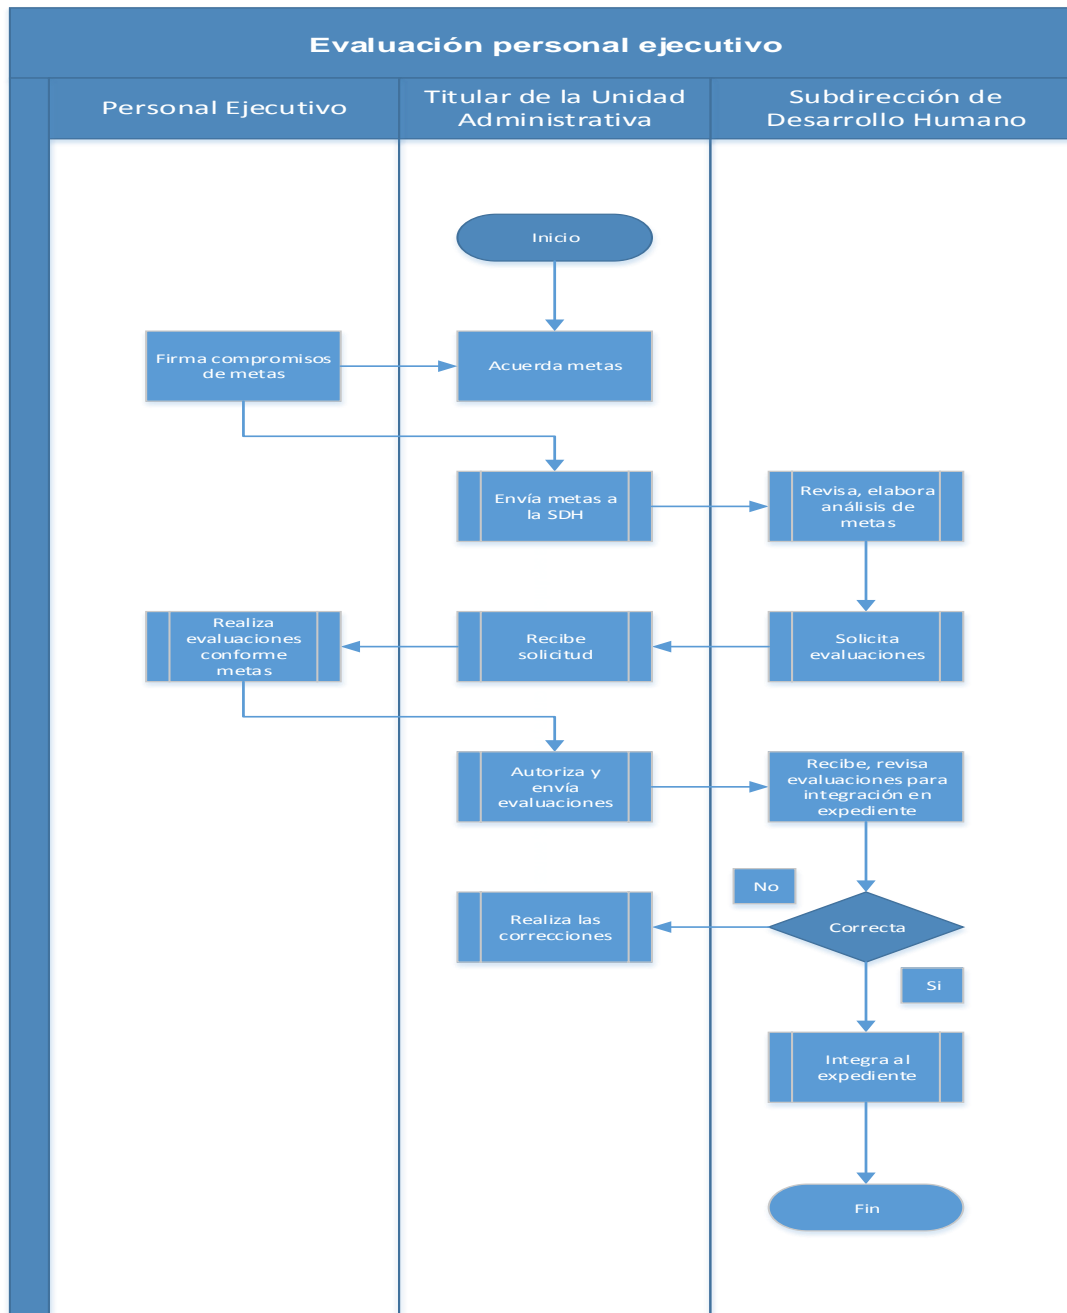 Evaluación personal ejecutivo
Personal Ejecutivo
Titular de la Unidad
Administrativa
Subdirección de
Desarrollo Humano
Inicio
Firma compromisos
de metas
Acuerda metas
Envía metas a
la SDH
Revisa, elabora
análisis de
metas
Realiza
evaluaciones
conforme
metas
Recibe
solicitud
Solicita
evaluaciones
Autoriza y
envía
evaluaciones
Recibe, revisa
evaluaciones para
integración en
expediente
No
Realiza las
correcciones
Correcta
Si
Integra al
expediente
Fin